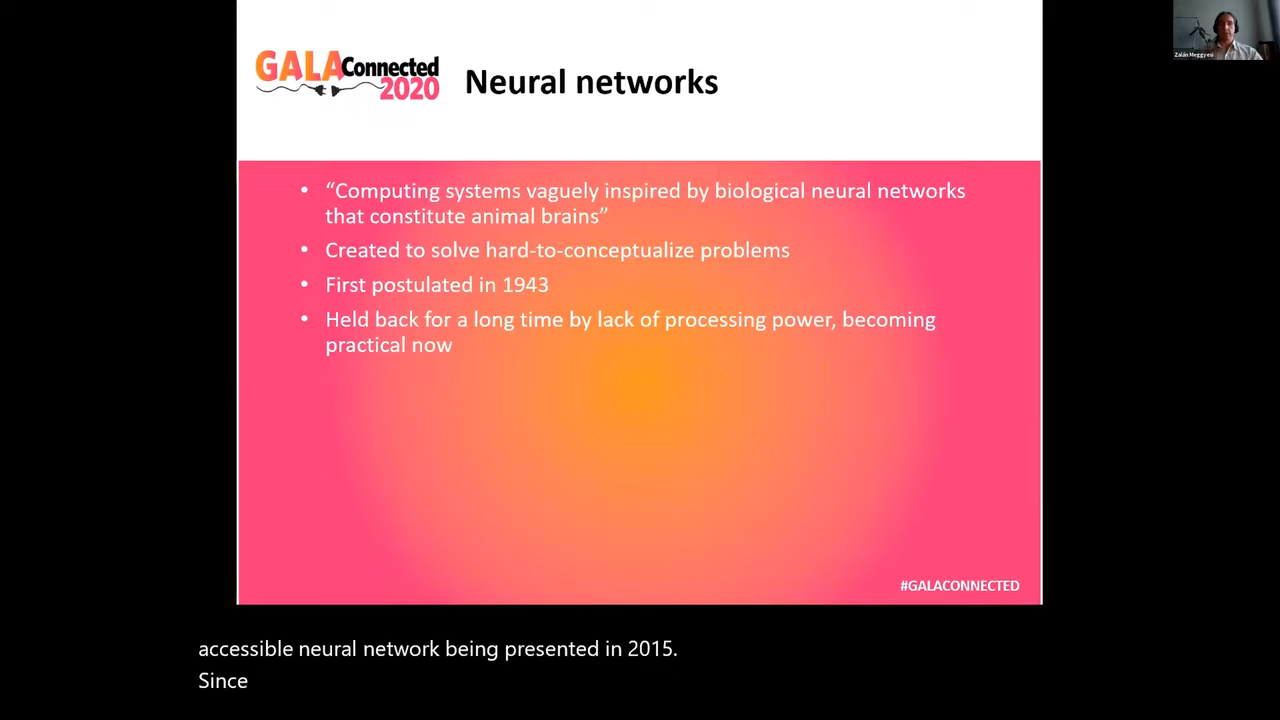 GALA Connected
2020
Neural networks
Zalán Meggyesi
• “Computing systems vaguely inspired by biological neural networks
that constitute animal brains”
• Created to solve hard-to-conceptualize problems
• First postulated in 1943
• Held back for a long time by lack of processing power, becoming
practical now
#GALACONNECTED
accessible neural network being presented in 2015.
Since